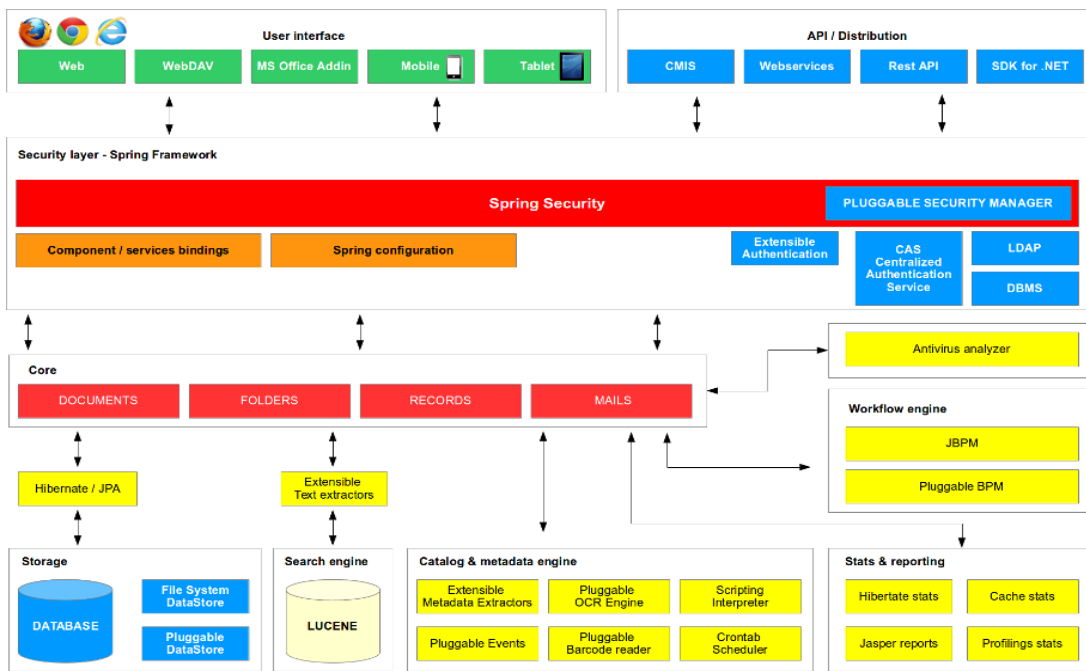 User interface
API / Distribution
Web
WebDAV
MS Office Addin
Mobile
Tablet
CMIS
Webservices
Rest API
SDK for .NET
Security layer - Spring Framework
Spring Security
PLUGGABLE SECURITY MANAGER
Component / services bindings
Spring configuration
Extensible
Authentication
CAS
Centralized
Authentication
Service
LDAP
DBMS
Core
DOCUMENTS
FOLDERS
RECORDS
MAILS
Antivirus analyzer
Workflow engine
JBPM
Pluggable BPM
Hibernate / JPA
Extensible
Text extractors
Storage
DATABASE
File System
DataStore
Pluggable
DataStore
Search engine
LUCENE
Catalog & metadata engine
Extensible
Metadata Extractors
Pluggable
OCR Engine
Scripting
Interpreter
Pluggable Events
Pluggable
Barcode reader
Crontab
Scheduler
Stats & reporting
Hibertate stats
Cache stats
Jasper reports
Profilings stats